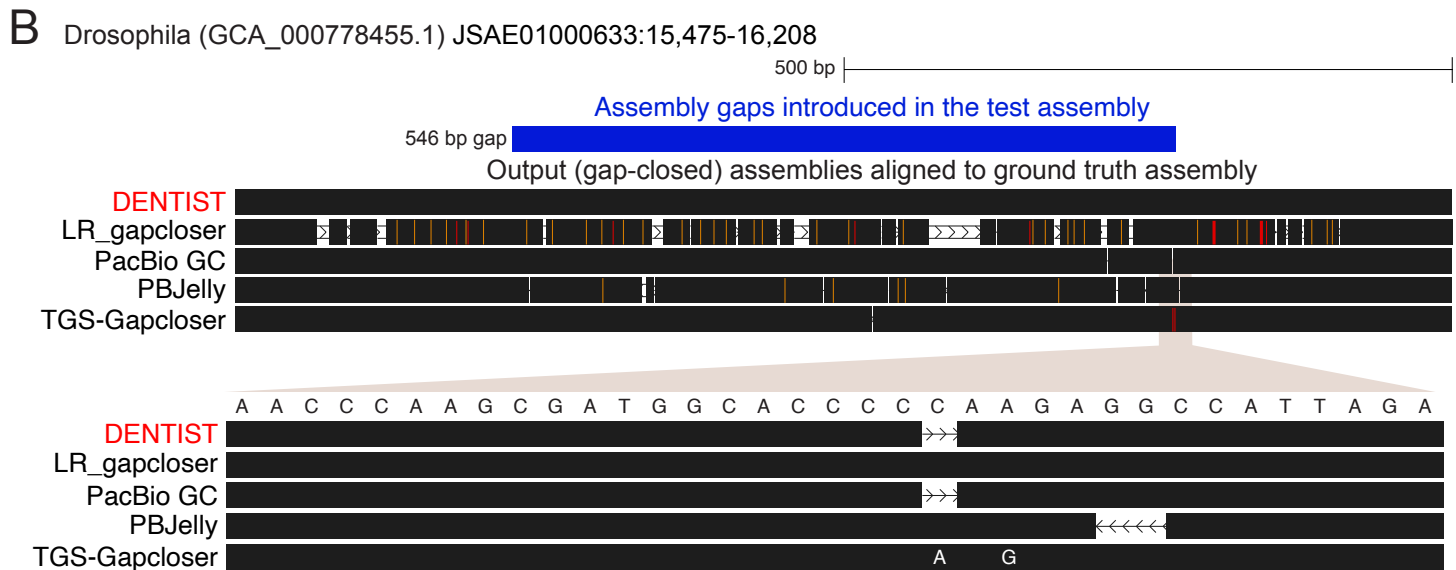 B Drosophila (GCA_000778455.1) JSAE01000633:15,475-16,208
500 bp
Assembly gaps introduced in the test assembly
546 bp gap
Output (gap-closed) assemblies aligned to ground truth assembly
DENTIST
LR_gapcloser
PacBio GC
PBJelly
TGS-Gapcloser
A A C C C A A G C G A T G G C A C C C C C A A G A G G C C A T T A G A
DENTIST
LR_gapcloser
PacBio GC
PBJelly
TGS-Gapcloser A G